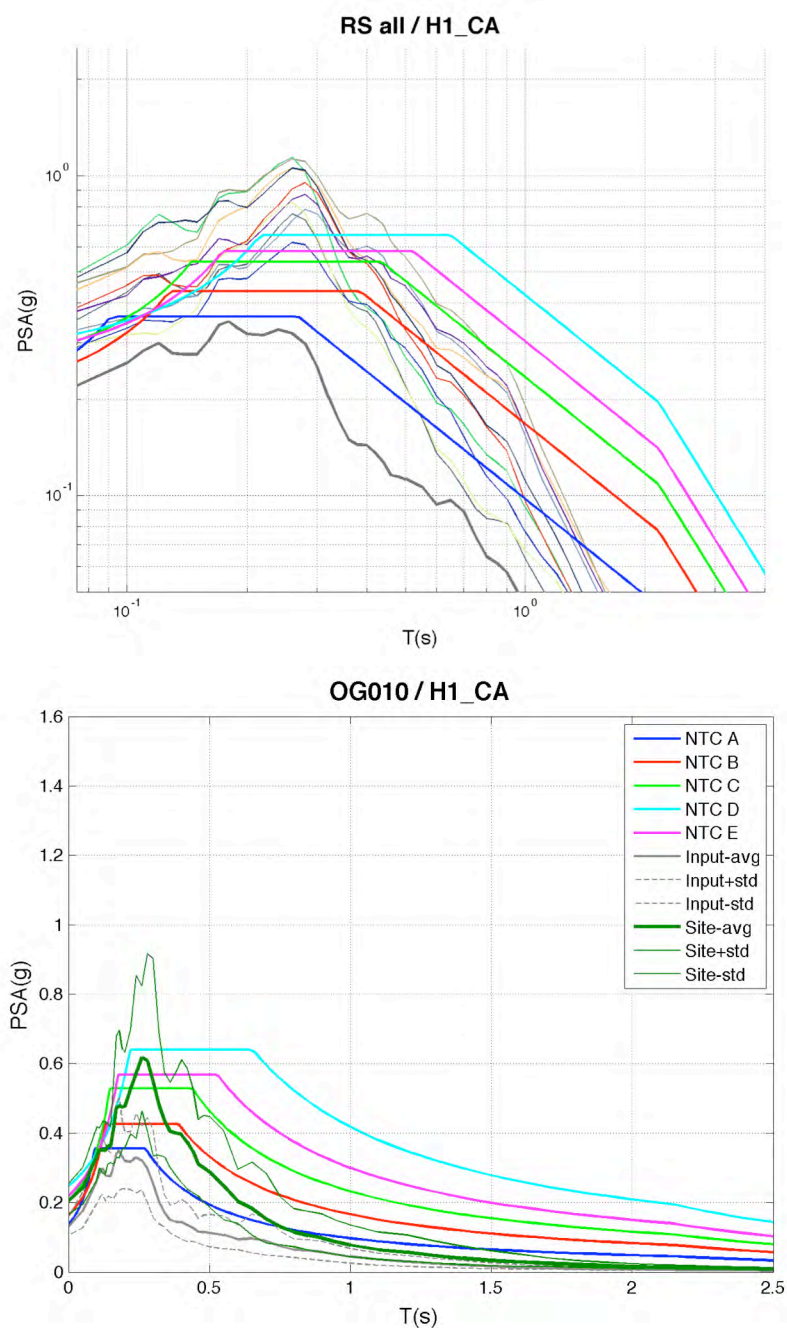 RS all / H1_CA
PSA(g)
10^0
10^-1
10^-1
10^0
T(s)
OG010 / H1_CA
PSA(g)
1.6
1.4
1.2
1
0.8
0.6
0.4
0.2
0
NTC A
NTC B
NTC C
NTC D
NTC E
Input-avg
Input+std
Input-std
Site-avg
Site+std
Site-std
0 0.5 1 1.5 2 2.5
T(s)